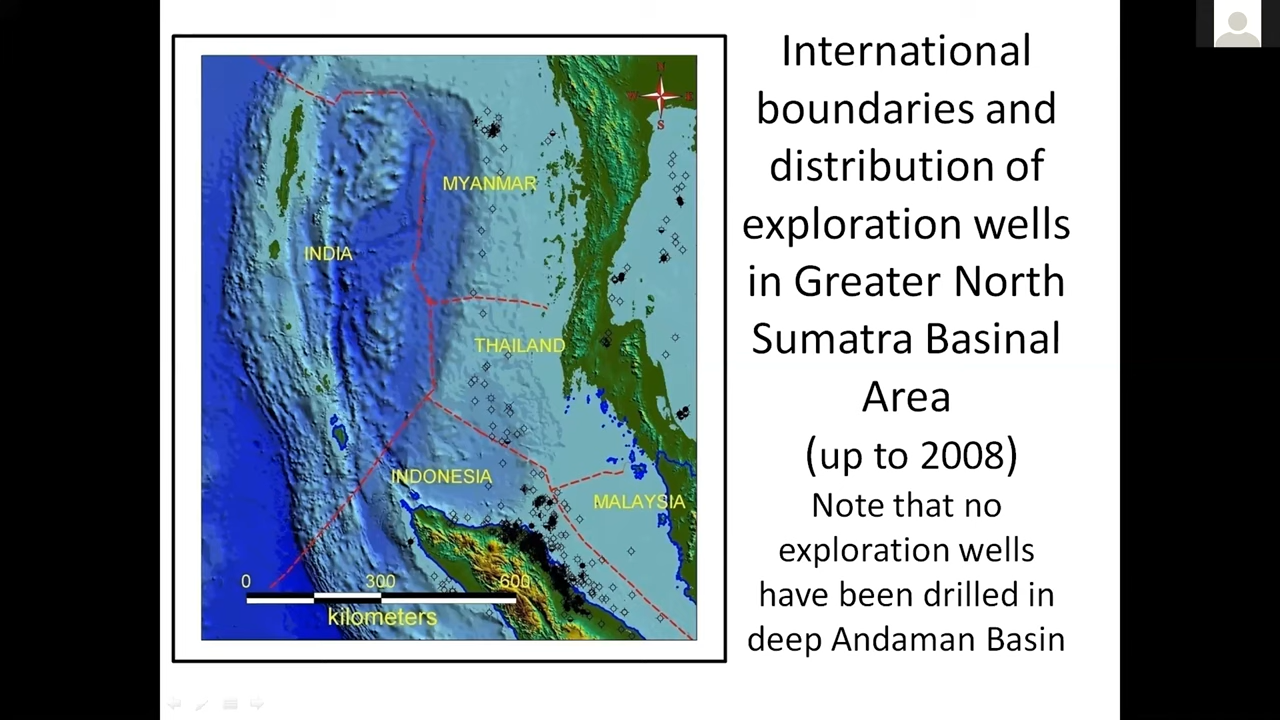 International
boundaries and
distribution of
exploration wells
in Greater North
Sumatra Basinal
Area
(up to 2008)
Note that no
exploration wells
have been drilled in
deep Andaman Basin
S
MYANMAR
INDIA
THAILAND
INDONESIA
MALAYSIA
0 300 600
kilometers